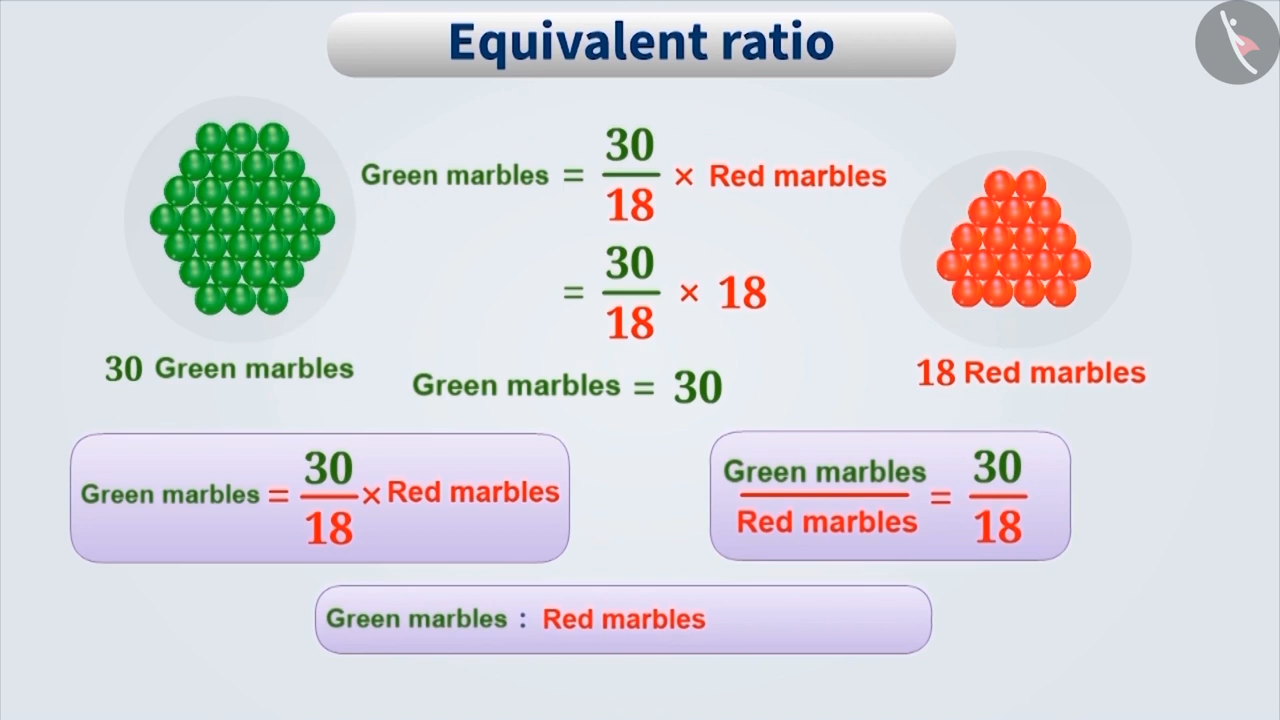 Equivalent ratio
Green marbles = 30/18 × Red marbles
= 30/18 × 18
30 Green marbles
Green marbles = 30
18 Red marbles
Green marbles = 30/18 × Red marbles
Green marbles/Red marbles = 30/18
Green marbles : Red marbles